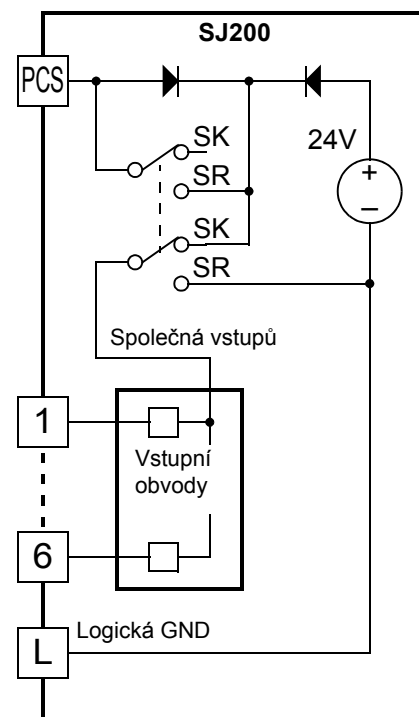 SJ200
PCS
SK
24V
SR
+
SK
–
SR
Společná vstupů
1
Vstupní
obvody
6
Logická GND
L